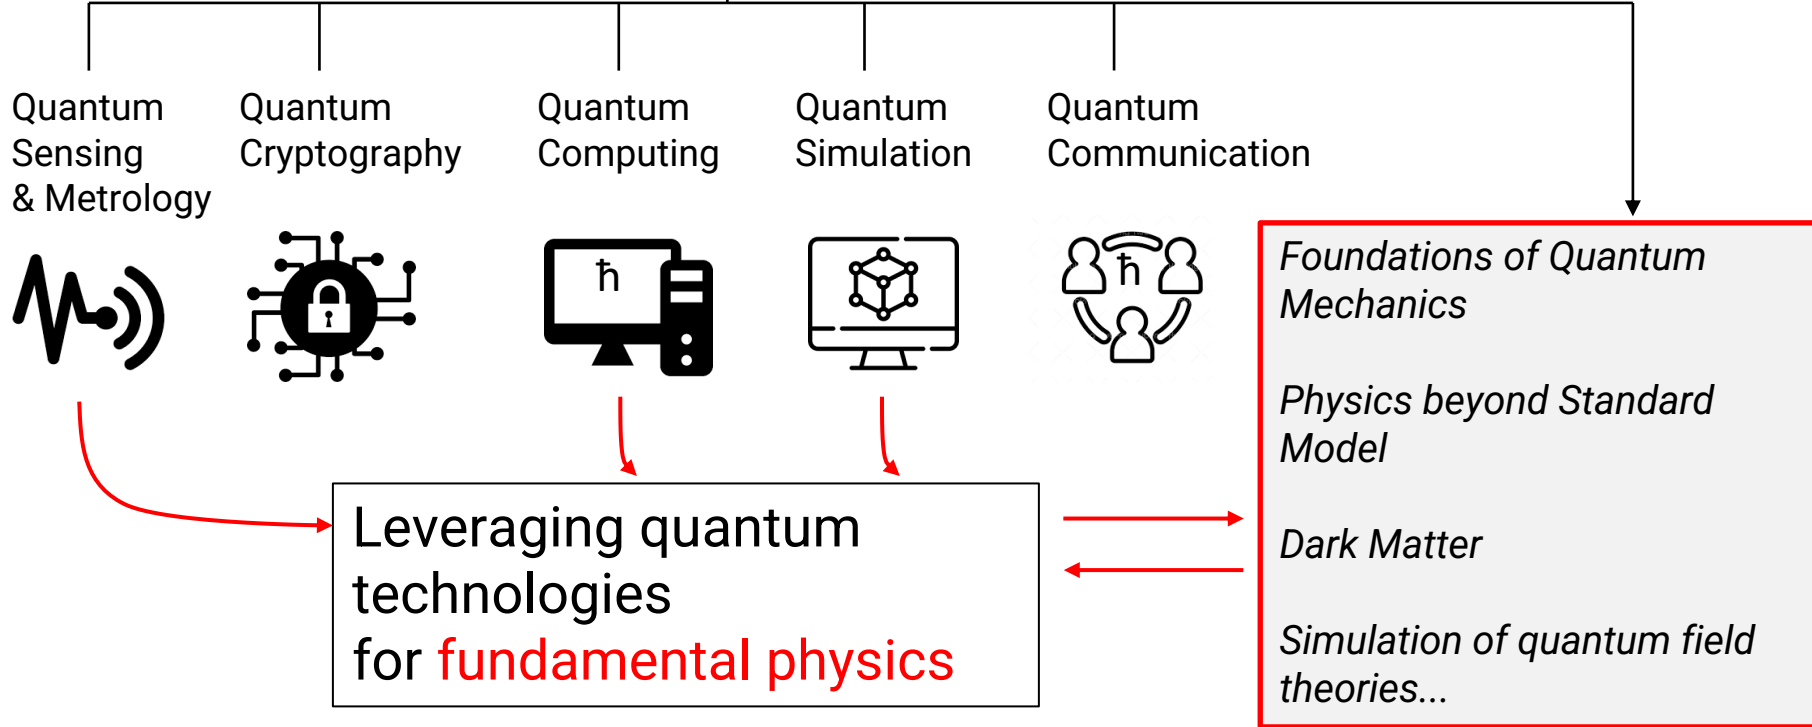 Quantum
Sensing
& Metrology
Quantum
Cryptography
Quantum
Computing
Quantum
Simulation
Quantum
Communication
ħ
ħ
Foundations of Quantum
Mechanics
Physics beyond Standard
Model
Dark Matter
Simulation of quantum field
theories...
Leveraging quantum
technologies
for fundamental physics